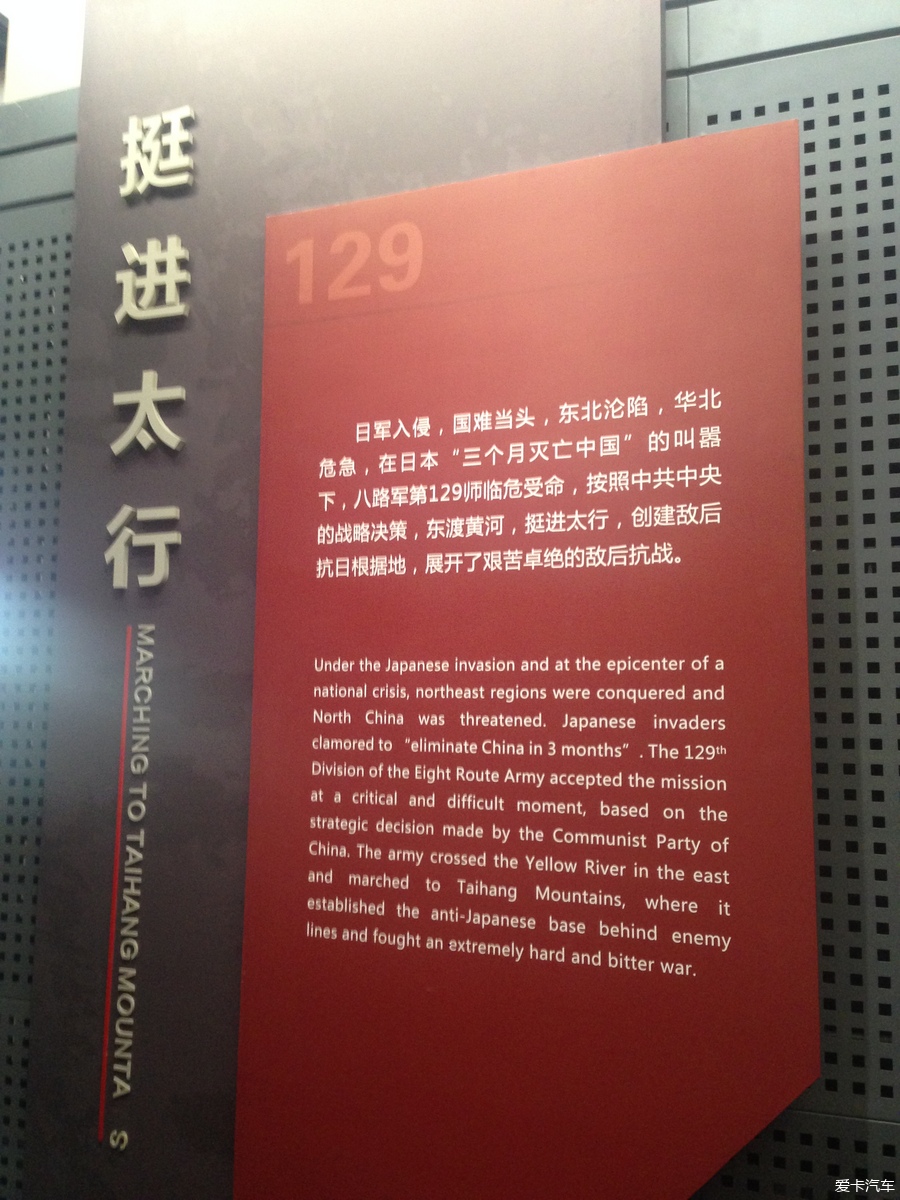 挺进太行
MARCHING TO TAIHANG MOUNTA S
129
日军入侵，国难当头，东北沦陷，华北
危急，在日本“三个月灭亡中国”的叫嚣
下，八路军第129师临危受命，按照中共中央
的战略决策，东渡黄河，挺进太行，创建敌后
抗日根据地，展开了艰苦卓绝的敌后抗战。
Under the Japanese invasion and at the epicenter of a
national crisis, northeast regions were conquered and
North China was threatened. Japanese invaders
clamored to “eliminate China in 3 months”. The 129th
Division of the Eight Route Army accepted the mission
at a critical and difficult moment, based on the
strategic decision made by the Communist Party of
China. The army crossed the Yellow River in the east
and marched to Taihang Mountains, where it
established the anti-Japanese base behind enemy
lines and fought an extremely hard and bitter war.
爱卡汽车